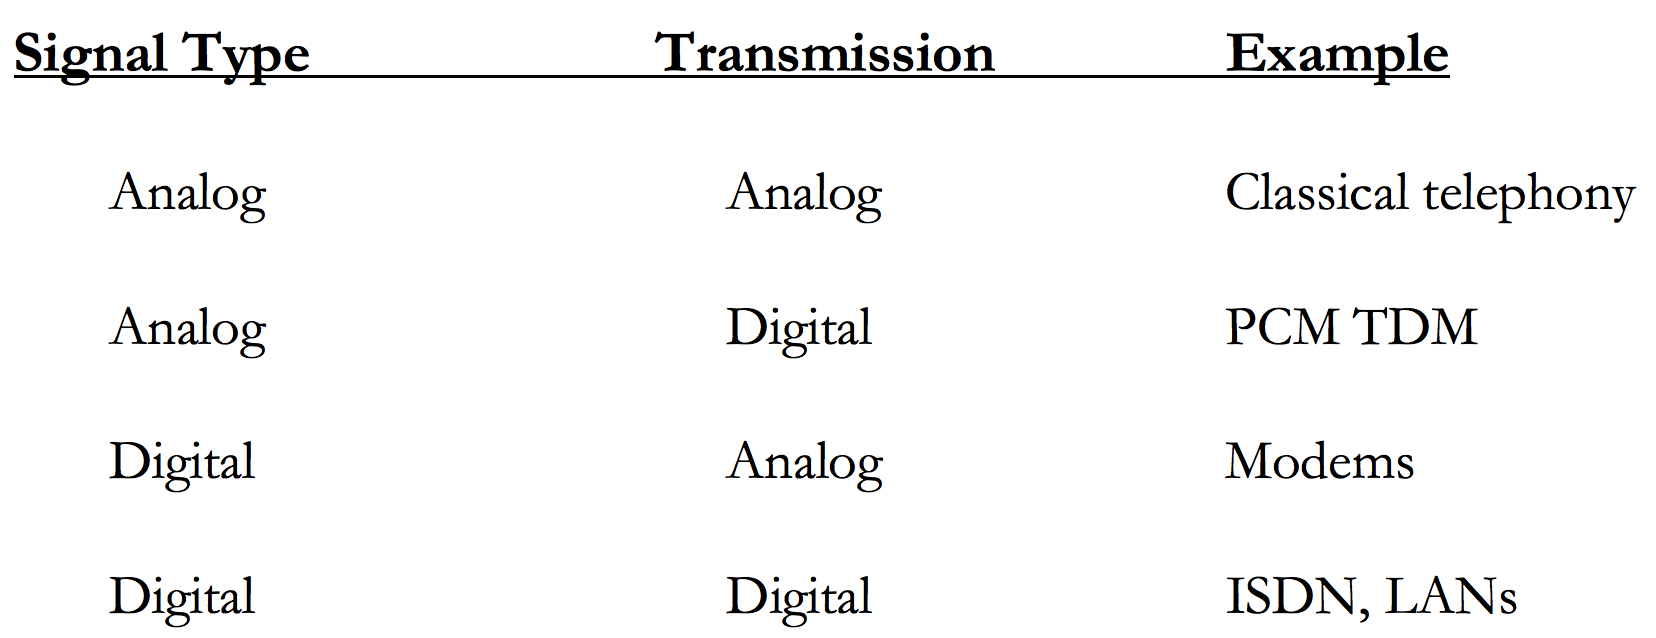 Signal Type Transmission Example
Analog Analog Classical telephony
Analog Digital PCM TDM
Digital Analog Modems
Digital Digital ISDN, LANs